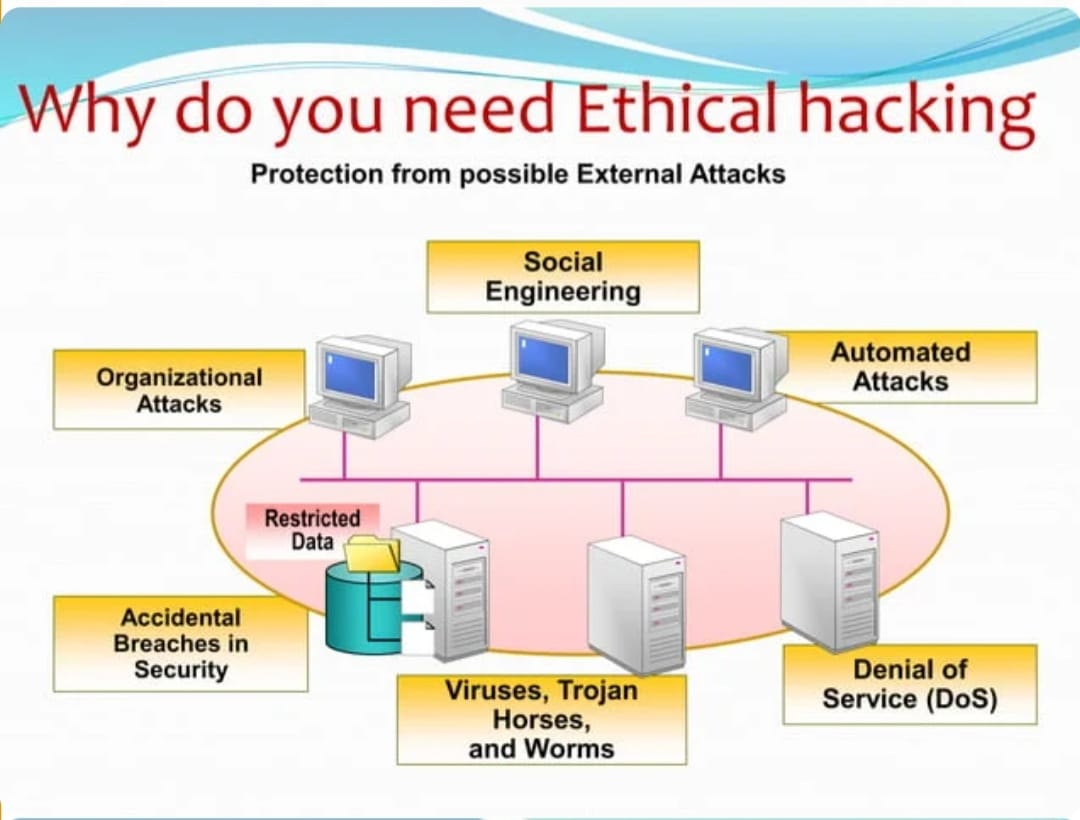 Why do you need Ethical hacking
Protection from possible External Attacks
Social
Engineering
Organizational
Attacks
Automated
Attacks
Restricted
Data
Accidental
Breaches in
Security
Viruses, Trojan
Horses,
and Worms
Denial of
Service (DoS)